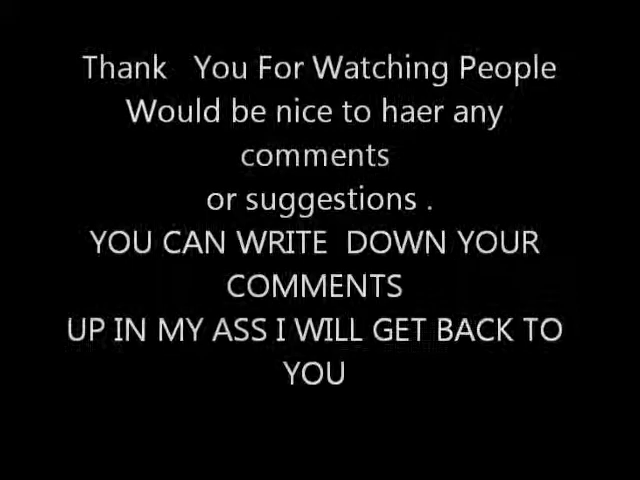 Thank You For Watching People
Would be nice to haer any
comments
or suggestions .
YOU CAN WRITE DOWN YOUR
COMMENTS
UP IN MY ASS I WILL GET BACK TO
YOU